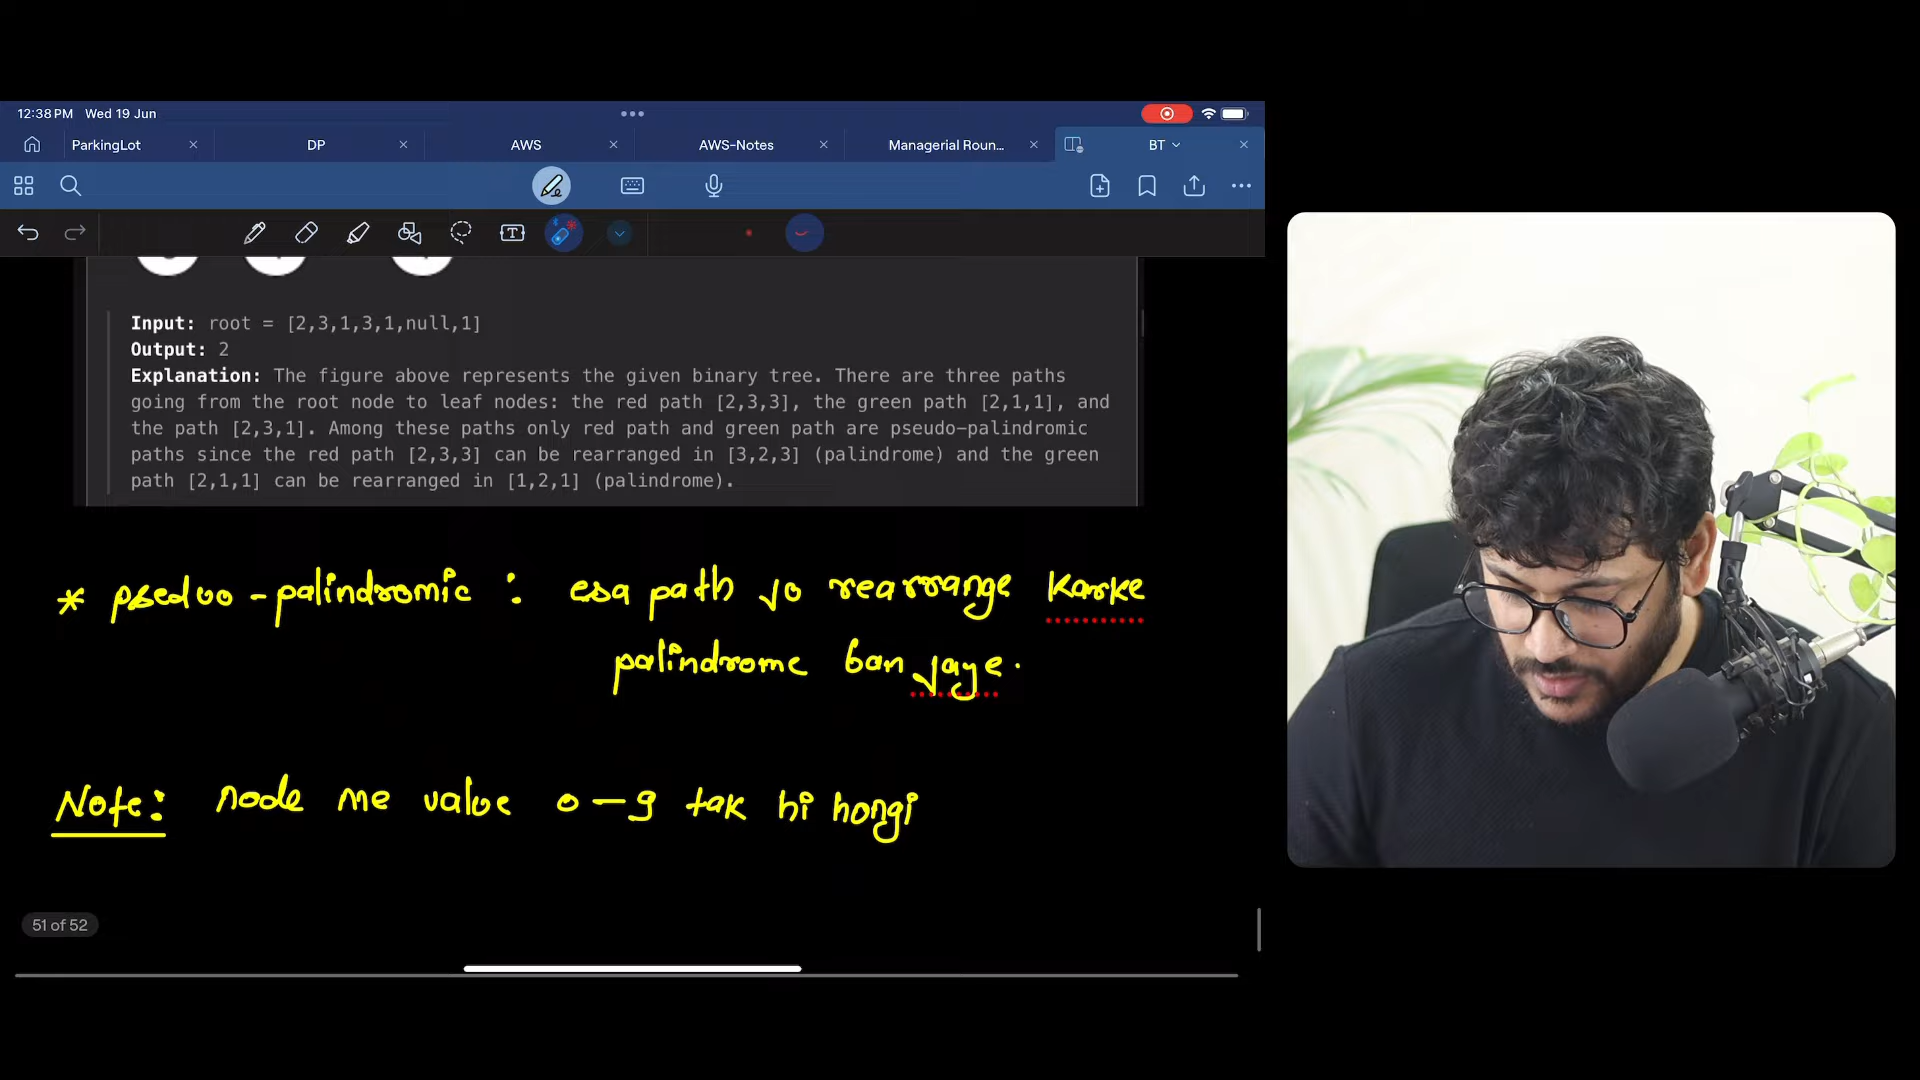 12:38 PM Wed 19 Jun
ParkingLot
DP
AWS
AWS-Notes
Managerial Roun...
BT
Input: root = [2,3,1,3,1,null,1]
Output: 2
Explanation: The figure above represents the given binary tree. There are three paths
going from the root node to leaf nodes: the red path [2,3,3], the green path [2,1,1], and
the path [2,3,1]. Among these paths only red path and green path are pseudo-palindromic
paths since the red path [2,3,3] can be rearranged in [3,2,3] (palindrome) and the green
path [2,1,1] can be rearranged in [1,2,1] (palindrome).
* psedoo-palindromic : esa path jo rearrange Karke
palindrome ban jaye.
Note: node me value 0-9 tak hi hongi
51 of 52